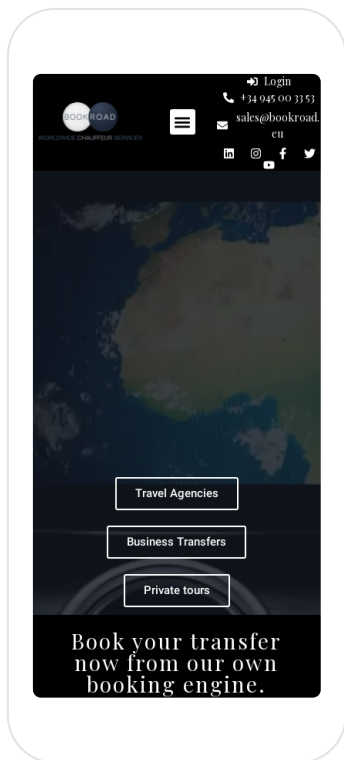 Login
+34 945 00 33 53
BOOKROAD
WORLDWIDE CHAUFFEUR SERVICES
sales@bookroad.
eu
Travel Agencies
Business Transfers
Private tours
Book your transfer
now from our own
booking engine.